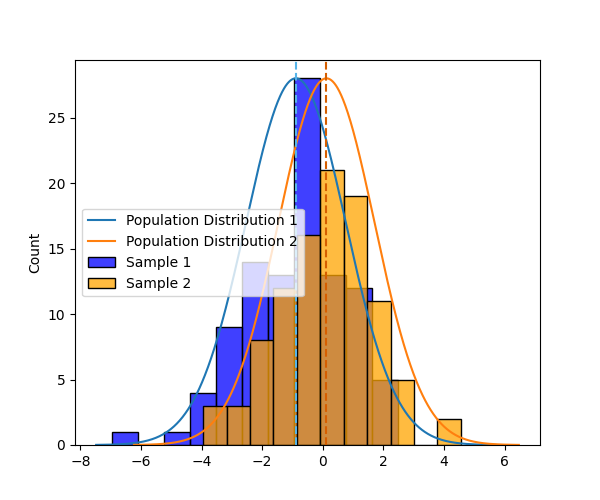 Count
25
20
15
10
5
0
Population Distribution 1
Population Distribution 2
Sample 1
Sample 2
−8 −6 −4 −2 0 2 4 6